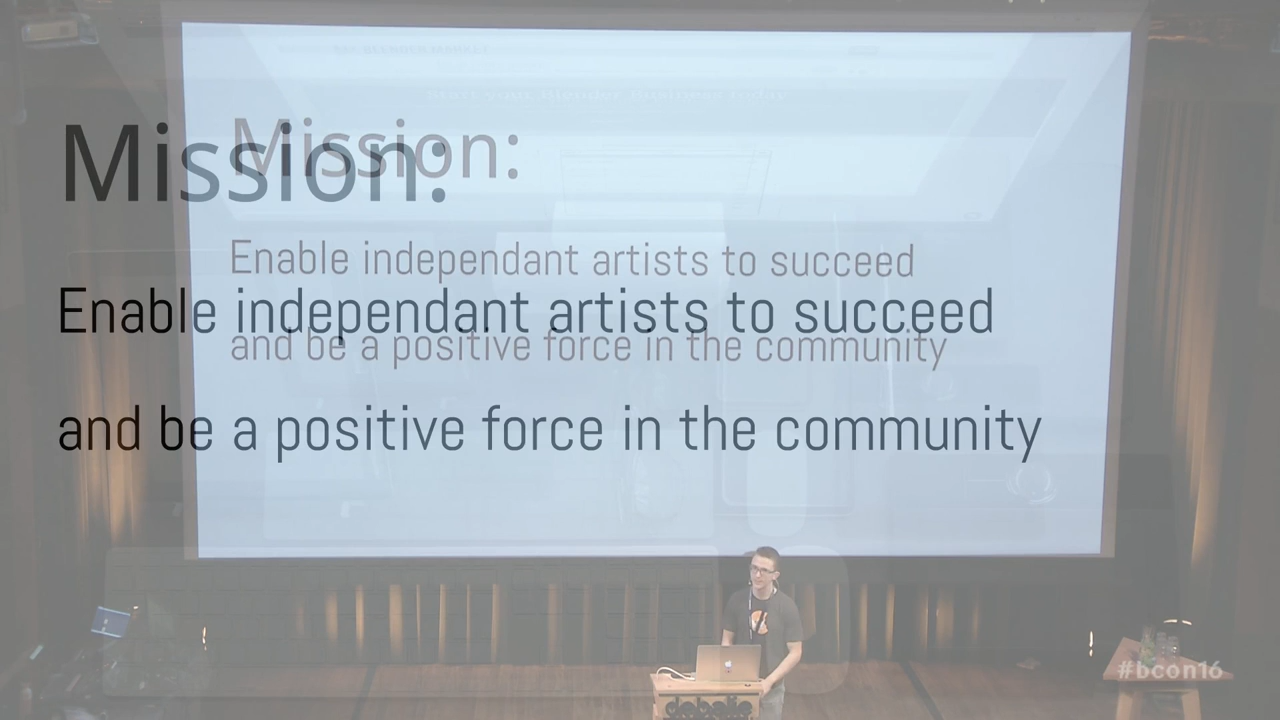 Mission:
Mission:
Enable independant artists to succeed
Enable independant artists to succeed
and be a positive force in the community
and be a positive force in the community
#bcon16